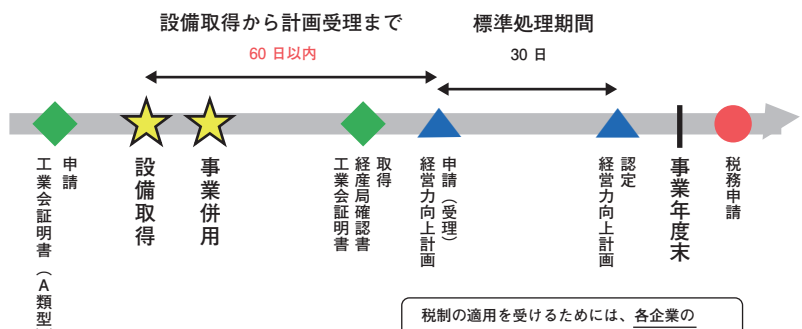 設備取得から計画受理まで
60 日以内
標準処理期間
30 日
申請
工業会証明書（A類型
設備取得
事業併用
取得
経産局確認書
工業会証明書
申請（受理）
経営力向上計画
認定
経営力向上計画
事業年度末
税務申請
税制の適用を受けるためには、各企業の